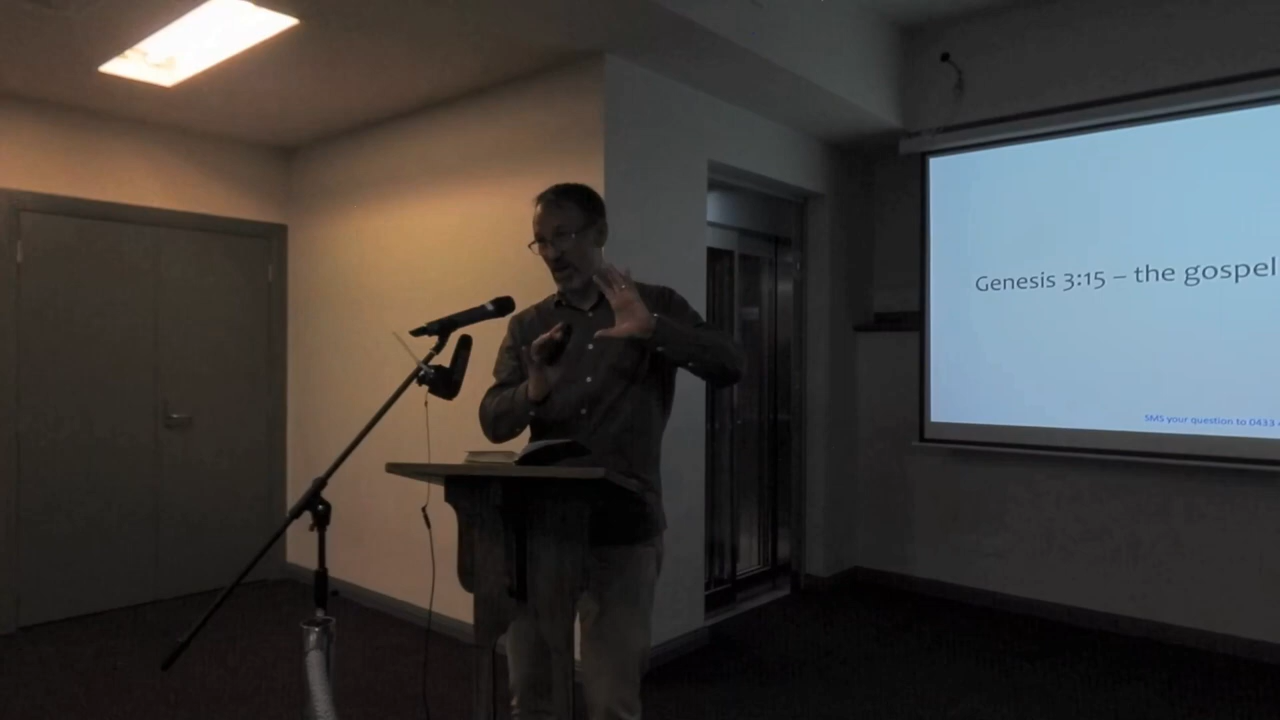 Genesis 3:15 – the gospel
SMS your question to 0433